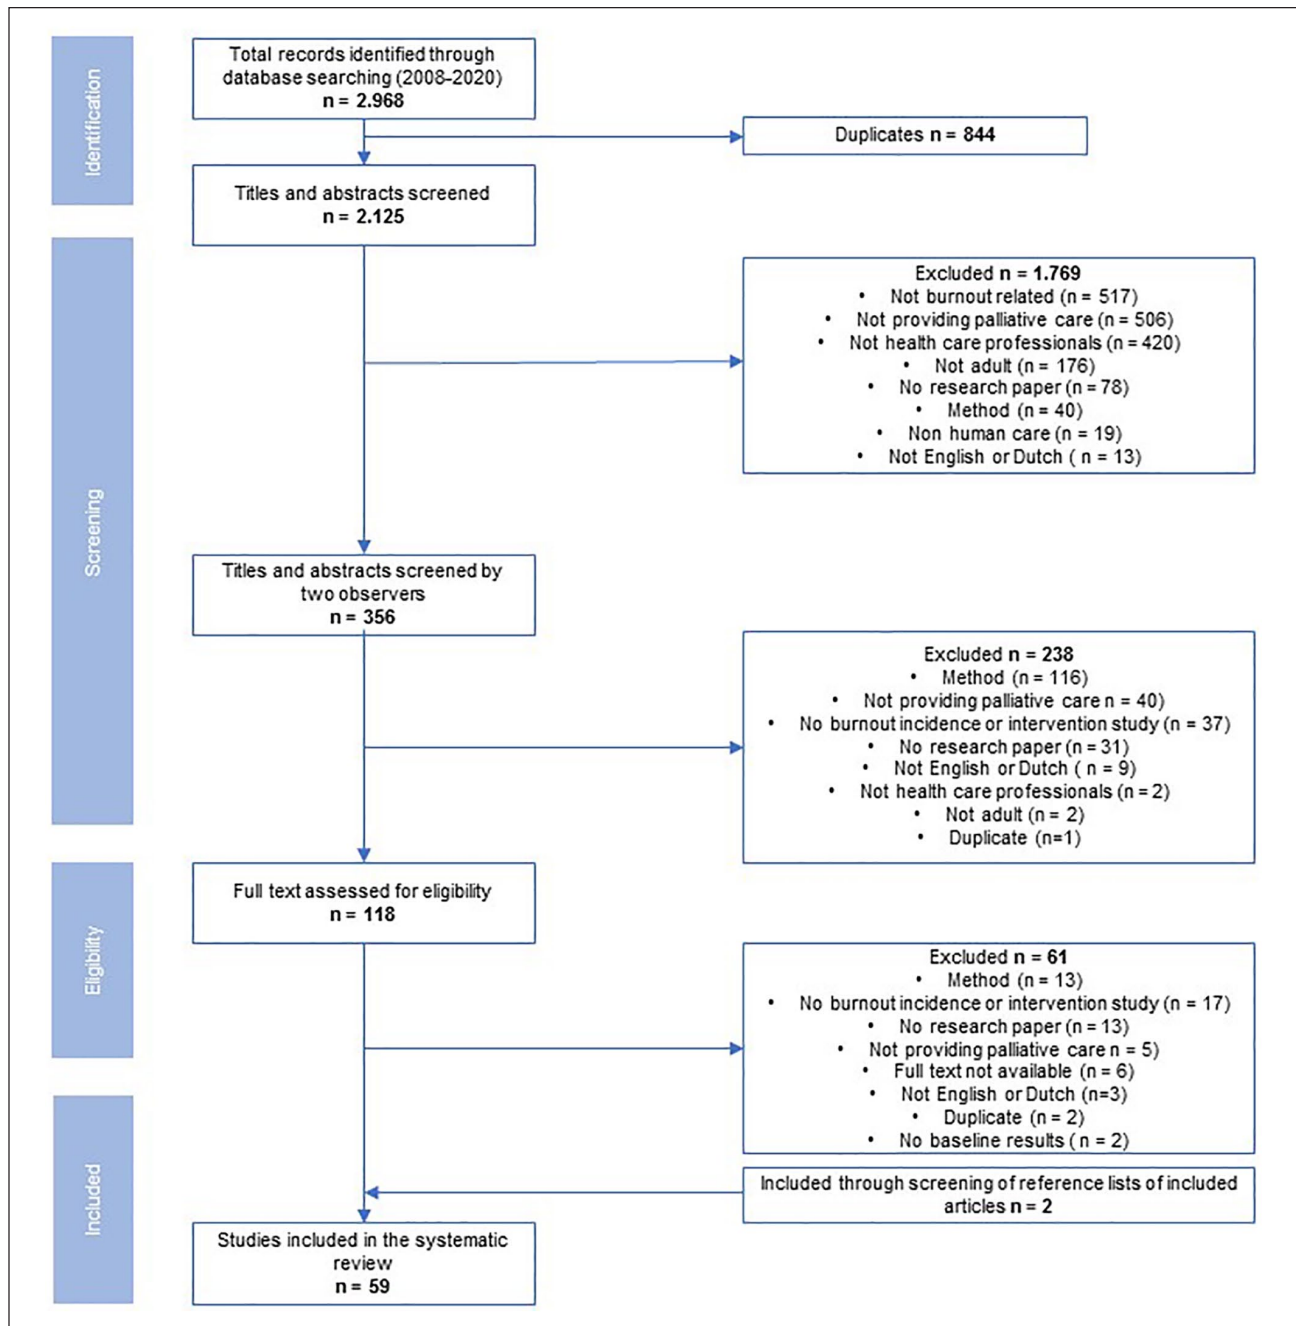 Identification
Total records identified through
database searching (2008-2020)
n = 2.968
Duplicates n = 844
Titles and abstracts screened
n = 2.125
Screening
Excluded n = 1.769
• Not burnout related (n = 517)
• Not providing palliative care (n = 506)
• Not health care professionals (n = 420)
• Not adult (n = 176)
• No research paper (n = 78)
• Method (n = 40)
• Non human care (n = 19)
• Not English or Dutch ( n = 13)
Titles and abstracts screened by
two observers
n = 356
Excluded n = 238
• Method (n = 116)
• Not providing palliative care n = 40)
• No burnout incidence or intervention study (n = 37)
• No research paper (n = 31)
• Not English or Dutch ( n = 9)
• Not health care professionals (n = 2)
• Not adult (n = 2)
• Duplicate (n=1)
Eligibility
Full text assessed for eligibility
n = 118
Excluded n = 61
• Method (n = 13)
• No burnout incidence or intervention study (n = 17)
• No research paper (n = 13)
• Not providing palliative care n = 5)
• Full text not available (n = 6)
• Not English or Dutch (n=3)
• Duplicate (n = 2)
• No baseline results ( n = 2)
Included
Included through screening of reference lists of included
articles n = 2
Studies included in the systematic
review
n = 59